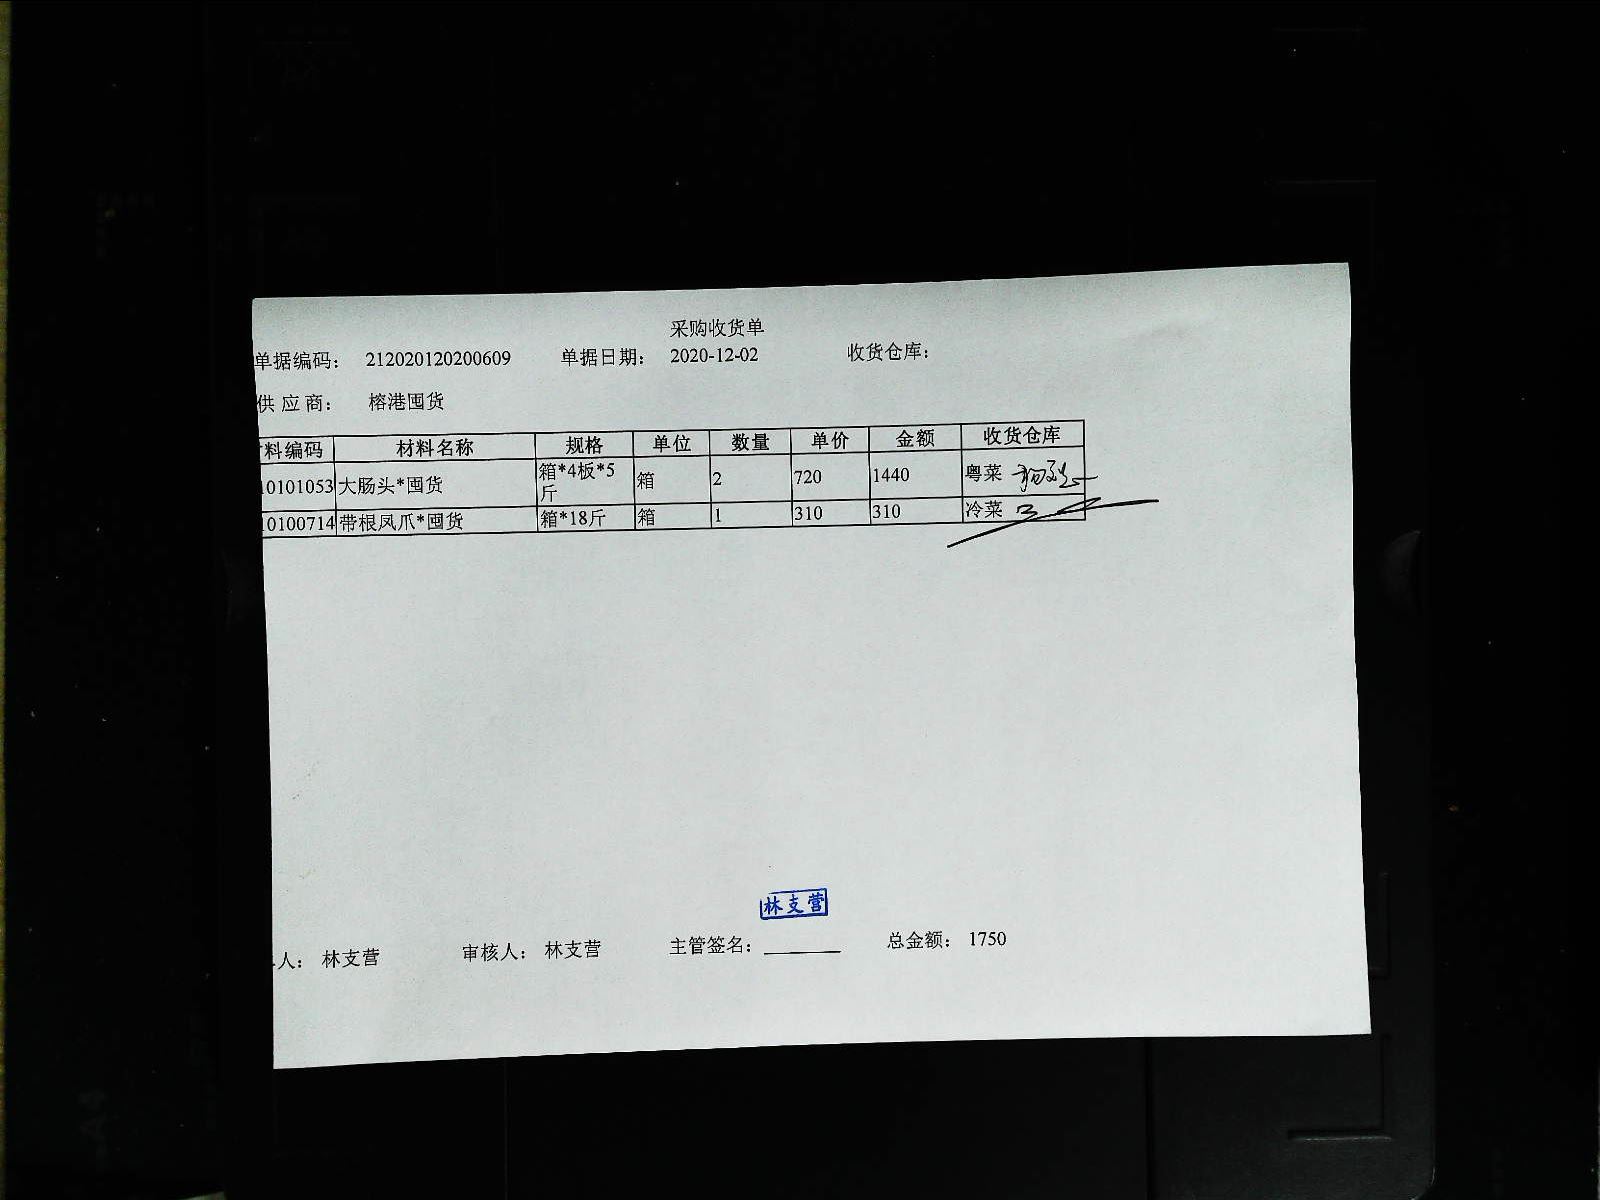 采购收货单
单据编码： 212020120200609 单据日期： 2020-12-02 收货仓库：
供应商： 榕港囤货
料编码 材料名称 规格 单位 数量 单价 金额 收货仓库
10101053 大肠头*囤货 箱*4板*5斤 箱 2 720 1440 粤菜
10100714 带根凤爪*囤货 箱*18斤 箱 1 310 310 冷菜
林支营
人： 林支营 审核人： 林支营 主管签名： 总金额： 1750